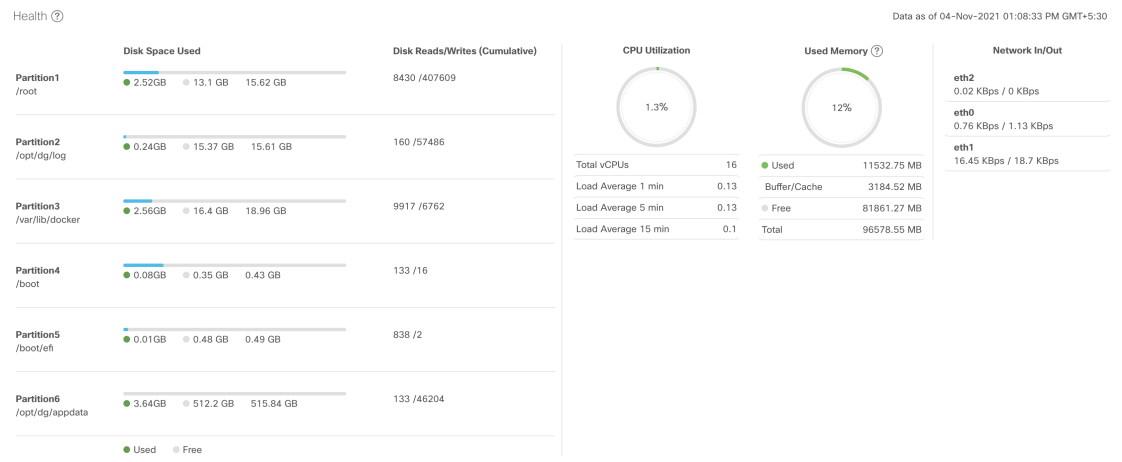 Health ?
Data as of 04-Nov-2021 01:08:33 PM GMT+5:30
Disk Space Used
Disk Reads/Writes (Cumulative)
Partition1
/root
2.52GB 13.1 GB 15.62 GB
8430 /407609
Partition2
/opt/dg/log
0.24GB 15.37 GB 15.61 GB
160 /57486
Partition3
/var/lib/docker
2.56GB 16.4 GB 18.96 GB
9917 /6762
Partition4
/boot
0.08GB 0.35 GB 0.43 GB
133 /16
Partition5
/boot/efi
0.01GB 0.48 GB 0.49 GB
838 /2
Partition6
/opt/dg/appdata
3.64GB 512.2 GB 515.84 GB
133 /46204
Used Free
CPU Utilization
1.3%
Total vCPUs 16
Load Average 1 min 0.13
Load Average 5 min 0.13
Load Average 15 min 0.1
Used Memory ?
12%
Used 11532.75 MB
Buffer/Cache 3184.52 MB
Free 81861.27 MB
Total 96578.55 MB
Network In/Out
eth2
0.02 KBps / 0 KBps
eth0
0.76 KBps / 1.13 KBps
eth1
16.45 KBps / 18.7 KBps